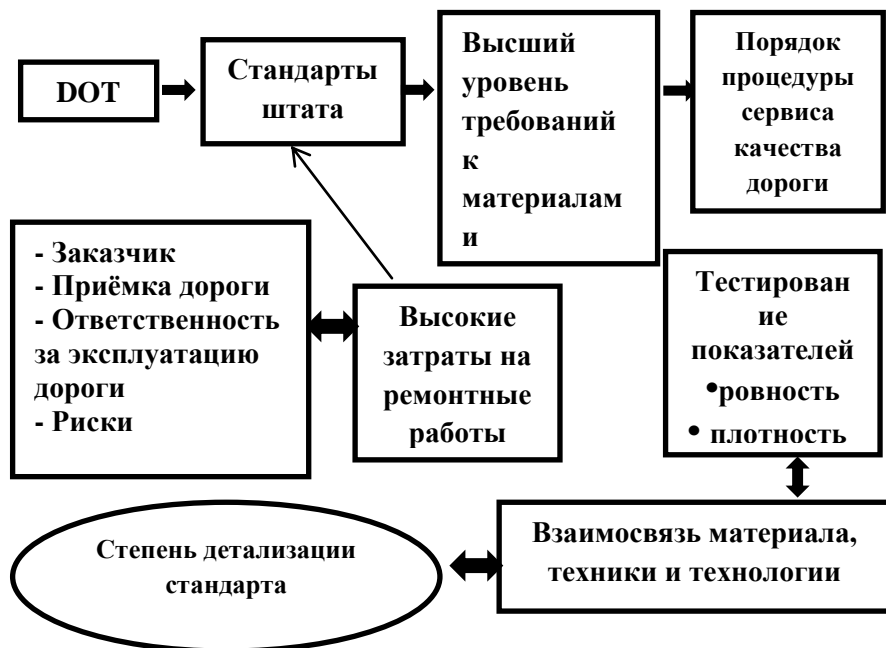 DOT
Стандарты
штата
Высший
уровень
требований
к
материалам
и
Порядок
процедуры
сервиса
качества
дороги
- Заказчик
- Приёмка дороги
- Ответственность
за эксплуатацию
дороги
- Риски
Высокие
затраты на
ремонтные
работы
Тестирован
ие
показателей
•ровность
• плотность
Степень детализации
стандарта
Взаимосвязь материала,
техники и технологии